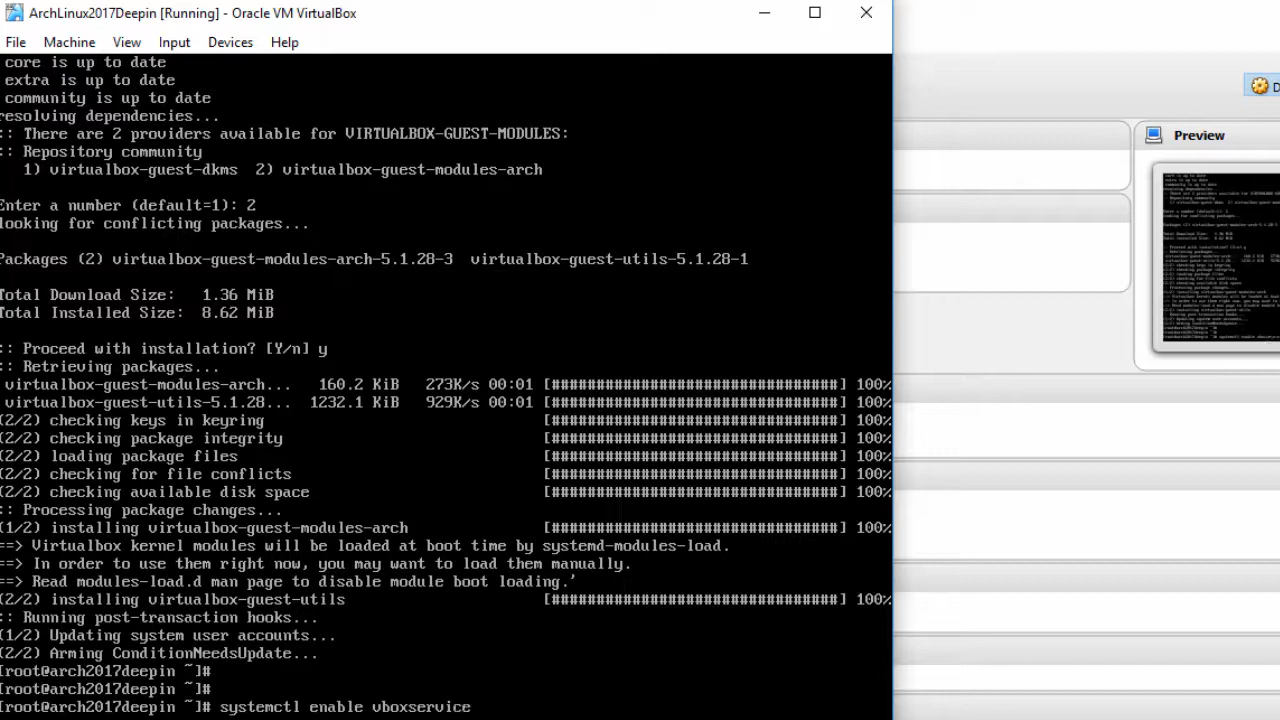 ArchLinux2017Deepin [Running] - Oracle VM VirtualBox
File Machine View Input Devices Help
core is up to date
extra is up to date
community is up to date
resolving dependencies...
:: There are 2 providers available for VIRTUALBOX-GUEST-MODULES:
:: Repository community
1) virtualbox-guest-dkms 2) virtualbox-guest-modules-arch
Enter a number (default=1): 2
looking for conflicting packages...
Packages (2) virtualbox-guest-modules-arch-5.1.28-3 virtualbox-guest-utils-5.1.28-1
Total Download Size: 1.36 MiB
Total Installed Size: 8.62 MiB
:: Proceed with installation? [Y/n] y
:: Retrieving packages...
virtualbox-guest-modules-arch... 160.2 KiB 273K/s 00:01 [#################################] 100%
virtualbox-guest-utils-5.1.28... 1232.1 KiB 929K/s 00:01 [#################################] 100%
(2/2) checking keys in keyring [#################################] 100%
(2/2) checking package integrity [#################################] 100%
(2/2) loading package files [#################################] 100%
(2/2) checking for file conflicts [#################################] 100%
(2/2) checking available disk space [#################################] 100%
:: Processing package changes...
(1/2) installing virtualbox-guest-modules-arch [#################################] 100%
==> Virtualbox kernel modules will be loaded at boot time by systemd-modules-load.
==> In order to use them right now, you may want to load them manually.
==> Read modules-load.d man page to disable module boot loading.'
(2/2) installing virtualbox-guest-utils [#################################] 100%
:: Running post-transaction hooks...
(1/2) Updating system user accounts...
(2/2) Arming ConditionNeedsUpdate...
[root@arch2017deepin ~]#
[root@arch2017deepin ~]#
[root@arch2017deepin ~]# systemctl enable vboxservice
D
Preview